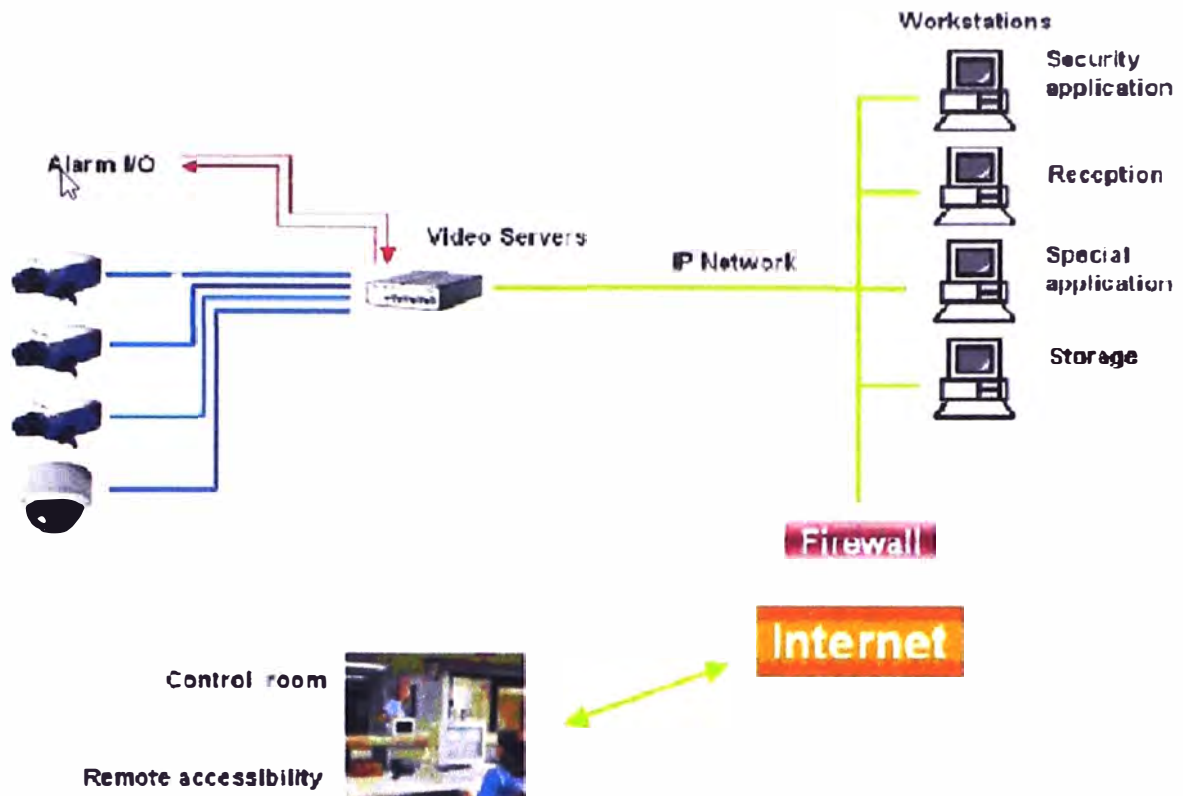 Workstations
Security
application
Alarm I/O
Reception
Video Servers
IP Network
Special
application
Storage
Firewall
Internet
Control room
Remote accessibility